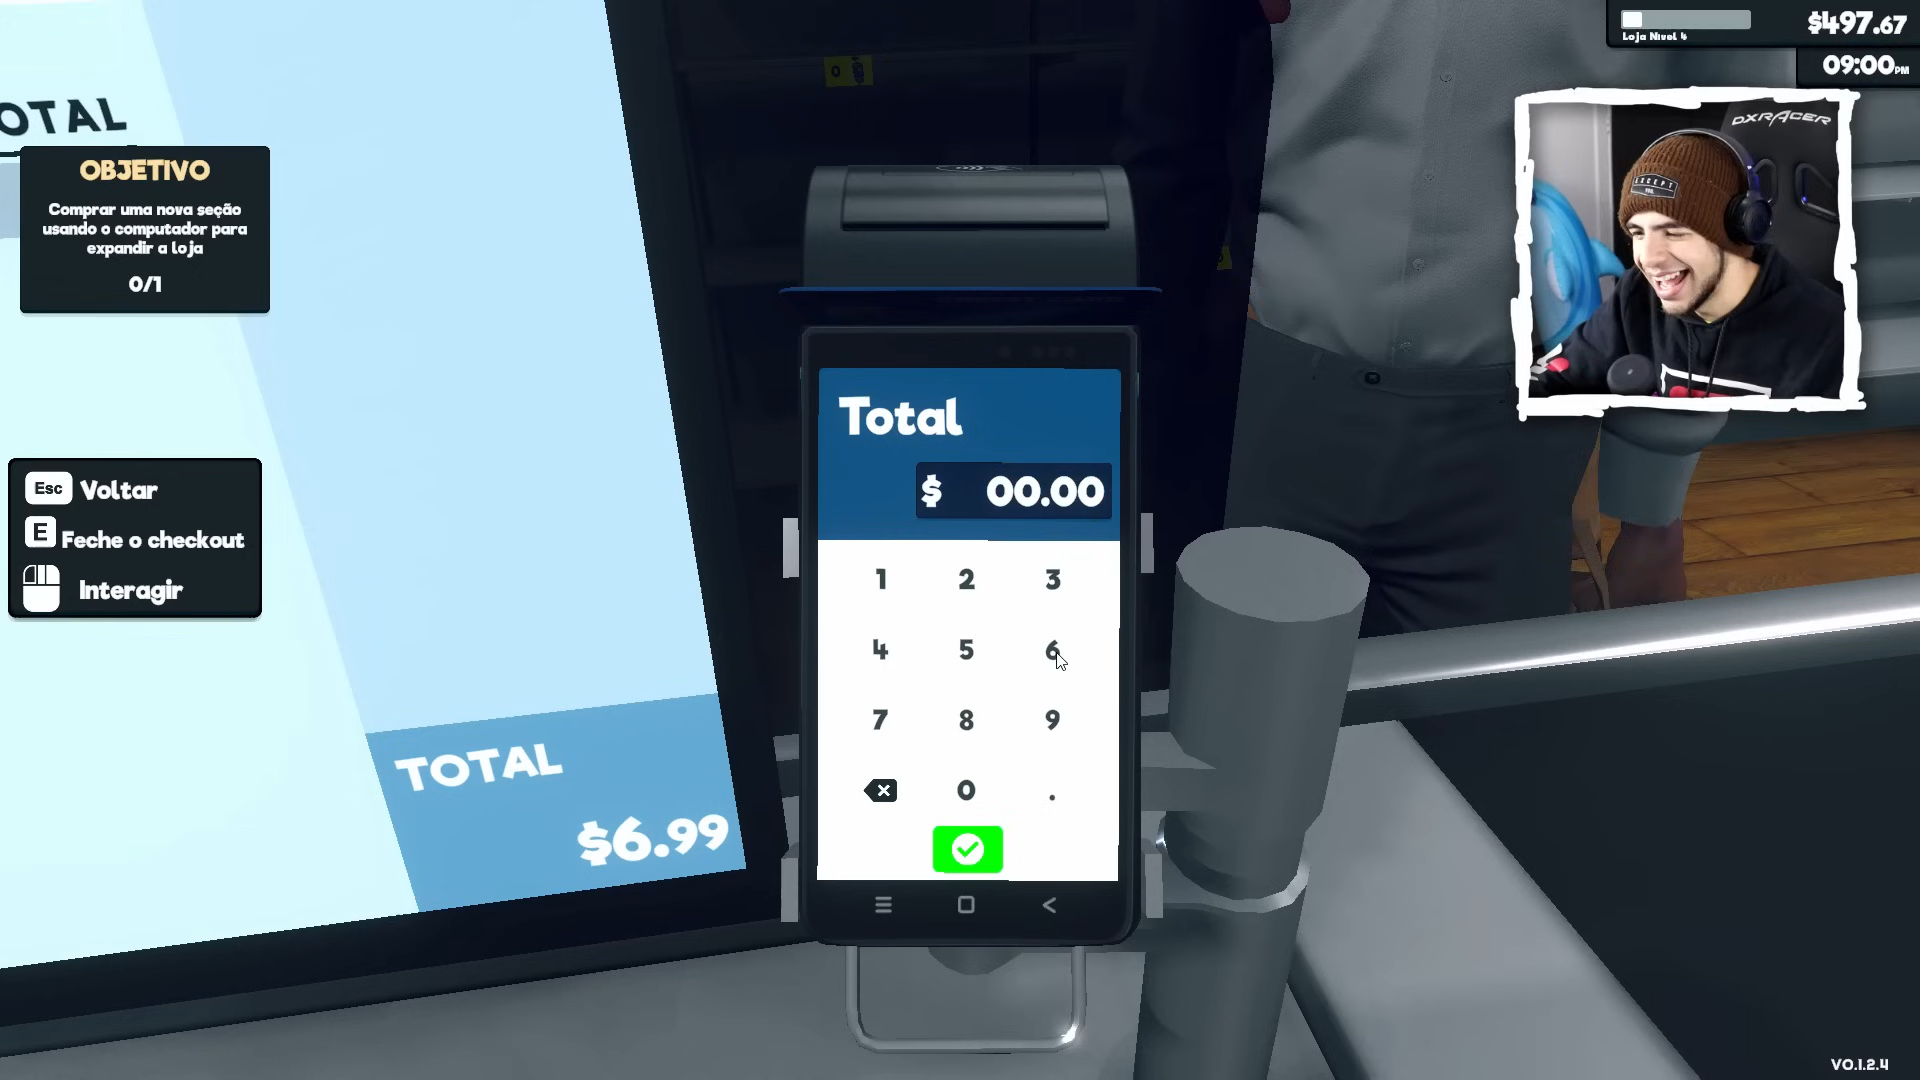 $497.67
Loja Nível 4
09:00PM
DXRACER
EXCEPT
OTAL
OBJETIVO
Comprar uma nova seção
usando o computador para
expandir a loja
0/1
Esc Voltar
E Feche o checkout
Interagir
Total
$ 00.00
1 2 3
4 5 6
7 8 9
0 .
TOTAL
$6.99
V0.1.2.4